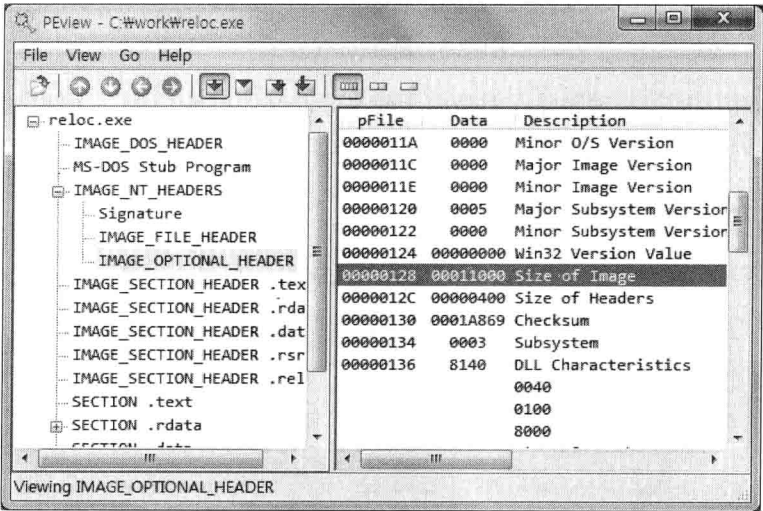 PEview - C:₩work₩reloc.exe
File View Go Help
reloc.exe
IMAGE_DOS_HEADER
MS-DOS Stub Program
IMAGE_NT_HEADERS
Signature
IMAGE_FILE_HEADER
IMAGE_OPTIONAL_HEADER
IMAGE_SECTION_HEADER .tex
IMAGE_SECTION_HEADER .rda
IMAGE_SECTION_HEADER .dat
IMAGE_SECTION_HEADER .rsr
IMAGE_SECTION_HEADER .rel
SECTION .text
SECTION .rdata
pFile Data Description
0000011A 0000 Minor O/S Version
0000011C 0000 Major Image Version
0000011E 0000 Minor Image Version
00000120 0005 Major Subsystem Version
00000122 0000 Minor Subsystem Version
00000124 00000000 Win32 Version Value
00000128 00011000 Size of Image
0000012C 00000400 Size of Headers
00000130 0001A869 Checksum
00000134 0003 Subsystem
00000136 8140 DLL Characteristics
0040
0100
8000
Viewing IMAGE_OPTIONAL_HEADER